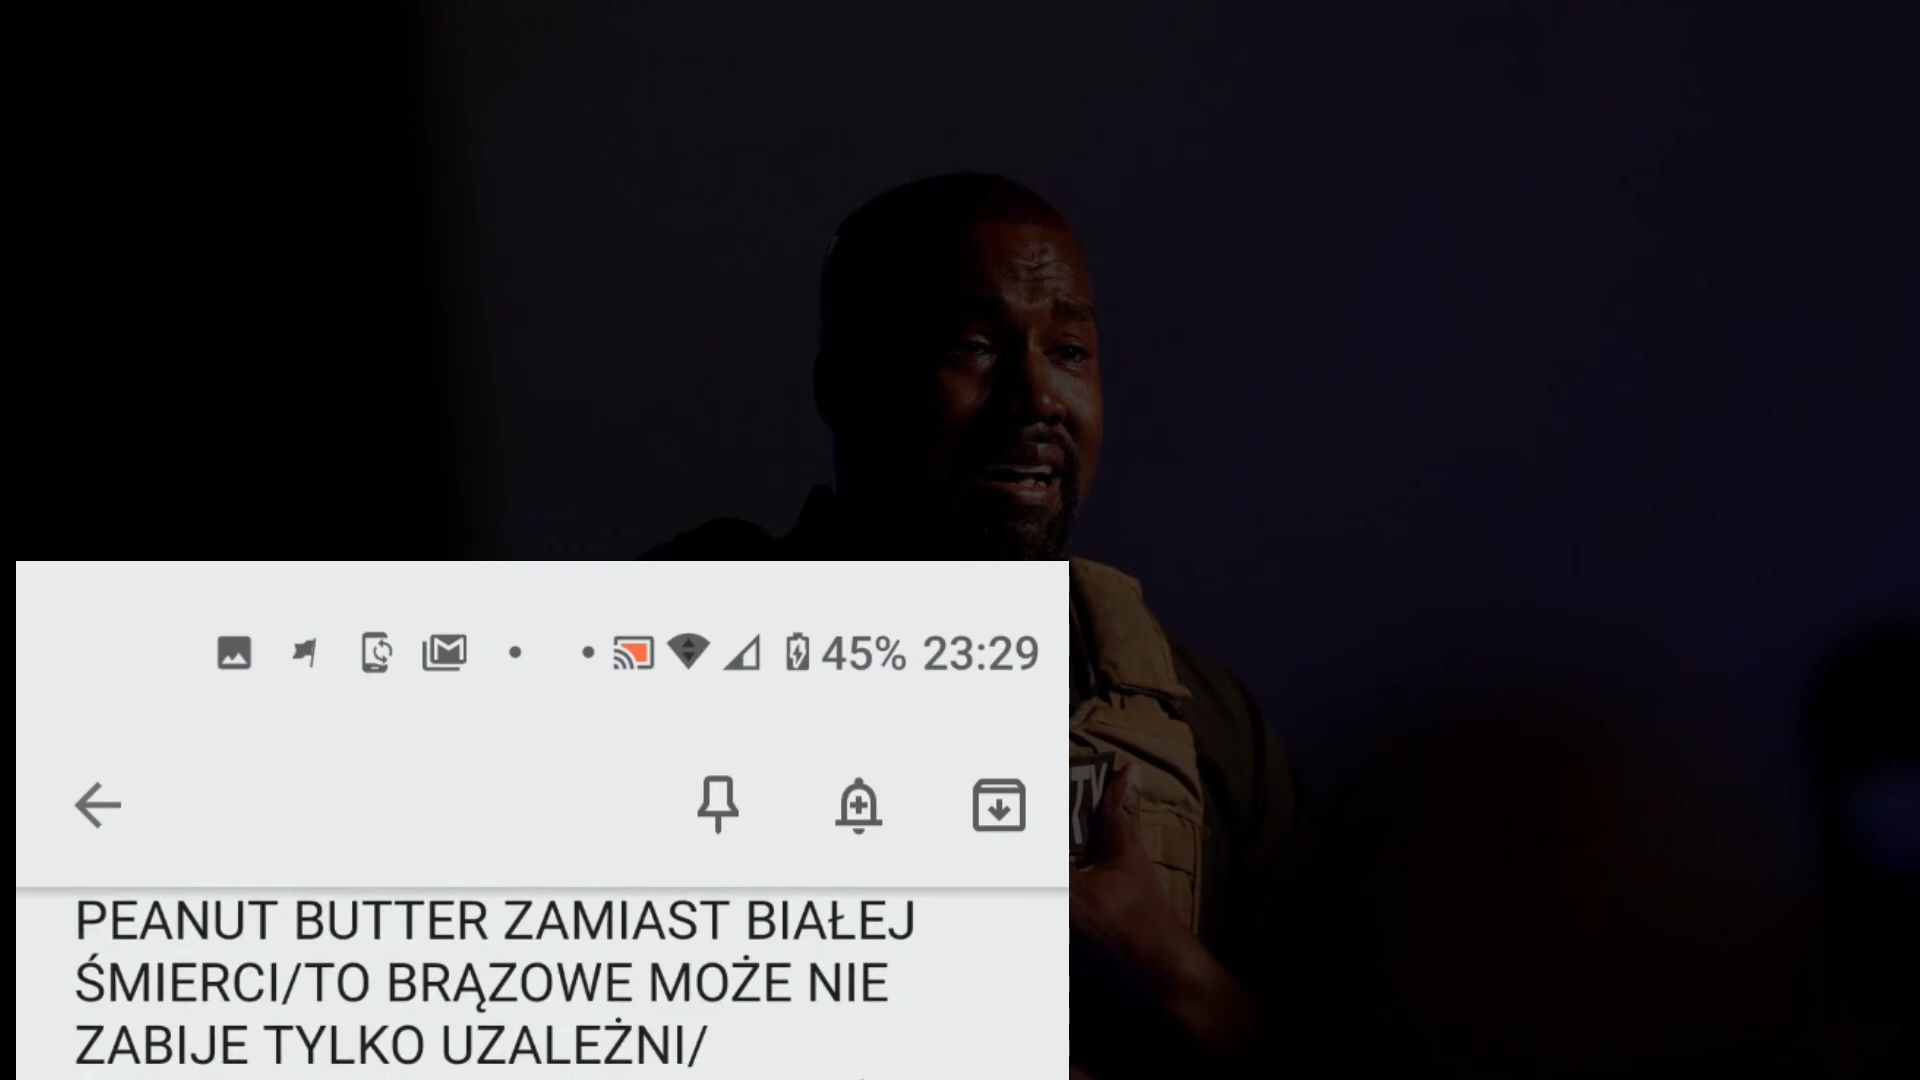 45% 23:29
PEANUT BUTTER ZAMIAST BIAŁEJ
ŚMIERCI/TO BRĄZOWE MOŻE NIE
ZABIJE TYLKO UZALEŻNI/